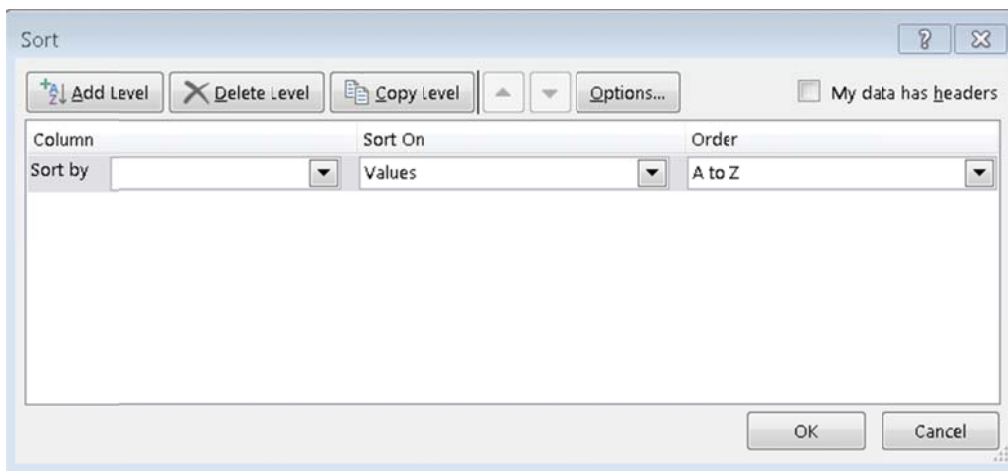 Sort
Add Level Delete Level Copy Level Options... My data has headers
Column Sort On Order
Sort by Values A to Z
OK Cancel